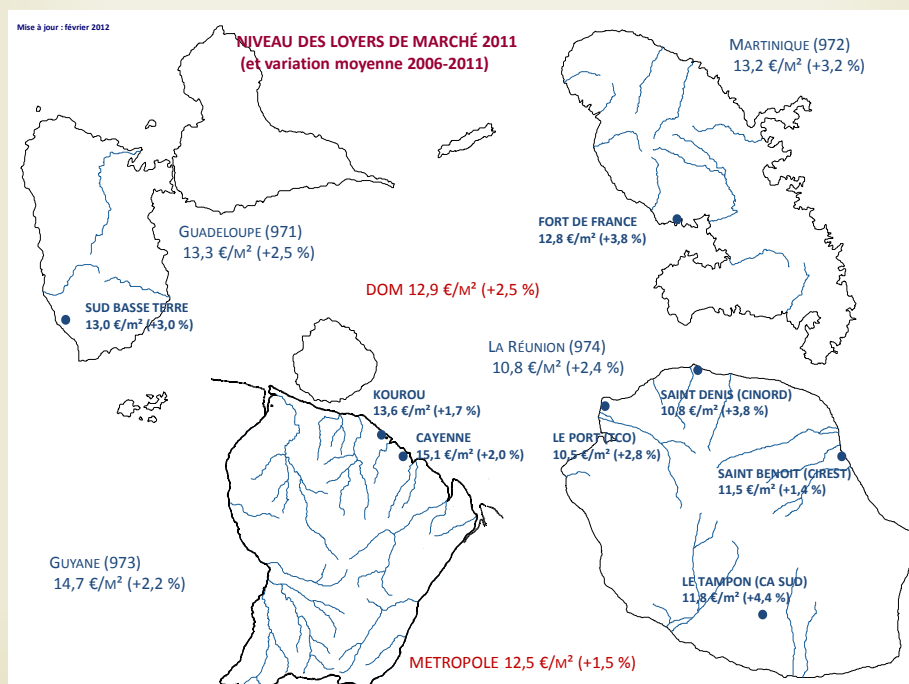 Mise à jour : février 2012
NIVEAU DES LOYERS DE MARCHÉ 2011
(et variation moyenne 2006-2011)
MARTINIQUE (972)
13,2 €/M² (+3,2 %)
FORT DE FRANCE
12,8 €/m² (+3,8 %)
GUADELOUPE (971)
13,3 €/M² (+2,5 %)
DOM 12,9 €/M² (+2,5 %)
SUD BASSE TERRE
13,0 €/m² (+3,0 %)
LA RÉUNION (974)
10,8 €/M² (+2,4 %)
KOUROU
13,6 €/m² (+1,7 %)
SAINT DENIS (CINORD)
10,8 €/m² (+3,8 %)
CAYENNE
15,1 €/m² (+2,0 %)
LE PORT (TCO)
10,5 €/m² (+2,8 %)
SAINT BENOIT (CIREST)
11,5 €/m² (+1,4 %)
GUYANE (973)
14,7 €/M² (+2,2 %)
LE TAMPON (CA SUD)
11,8 €/m² (+4,4 %)
METROPOLE 12,5 €/M² (+1,5 %)